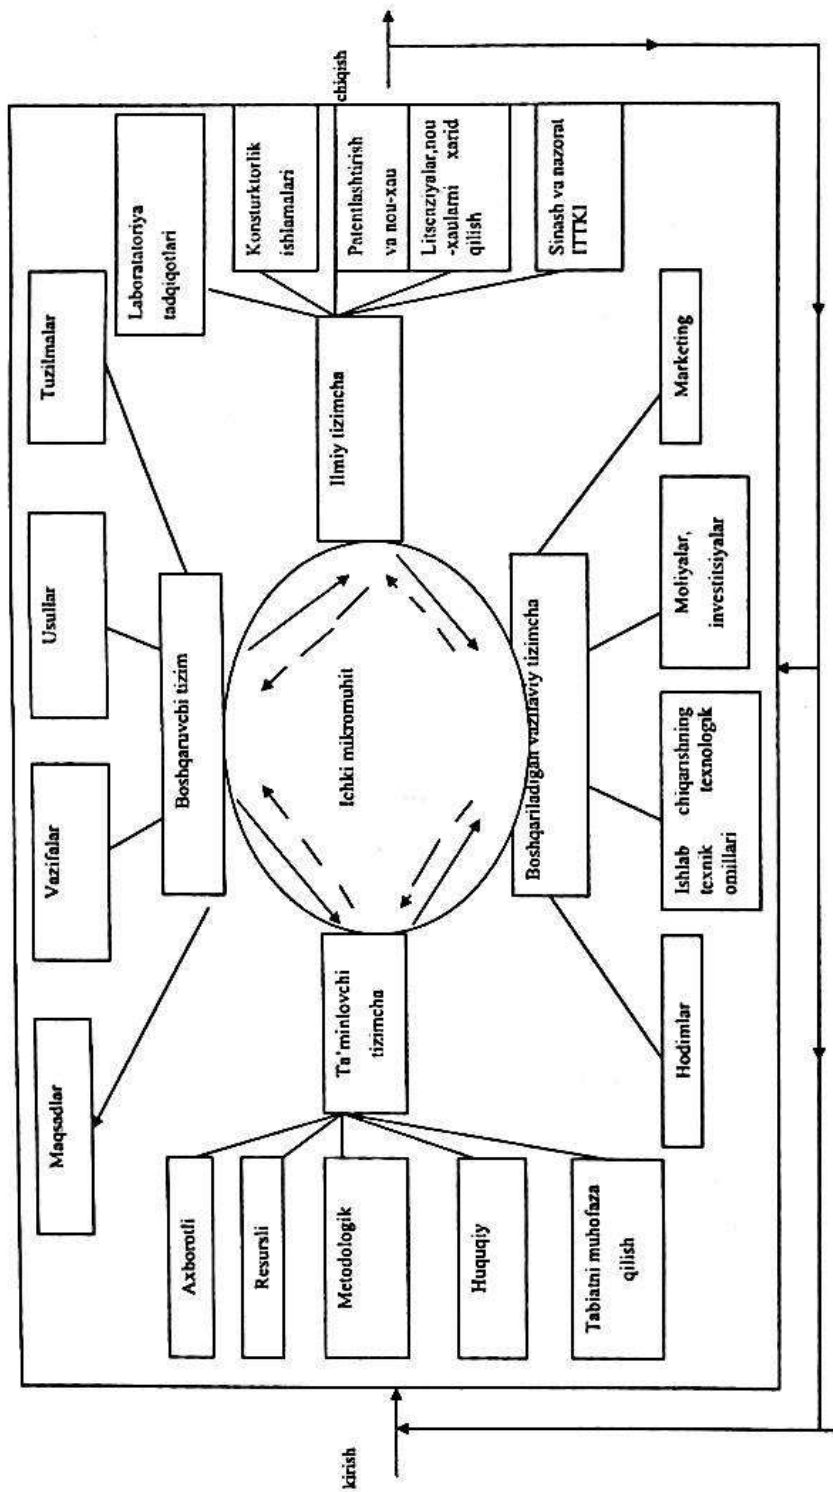 Maqsadlar
Vazifalar
Usullar
Tuzilmalar
Boshqaruvchi tizim
Axborotli
Resursli
Metodologik
Huquqiy
Tabiatni muhofaza
qilish
Ta'minlovchi
tizimcha
Ichki mikromuhit
Ilmiy tizimcha
Laboratatoriya
tadqiqotlari
Konsturktorlik
ishlamalari
Patentlashtirish
va nou-xau
Litsenziyalar,nou
-xaularni xarid
qilish
Sinash va nazorat
ITTKI
Boshqariladigan vazifaviy tizimcha
Hodimlar
Ishlab chiqarishning
texnik texnologik
omillari
Moliyalar,
investitsiyalar
Marketing
kirish
chiqish